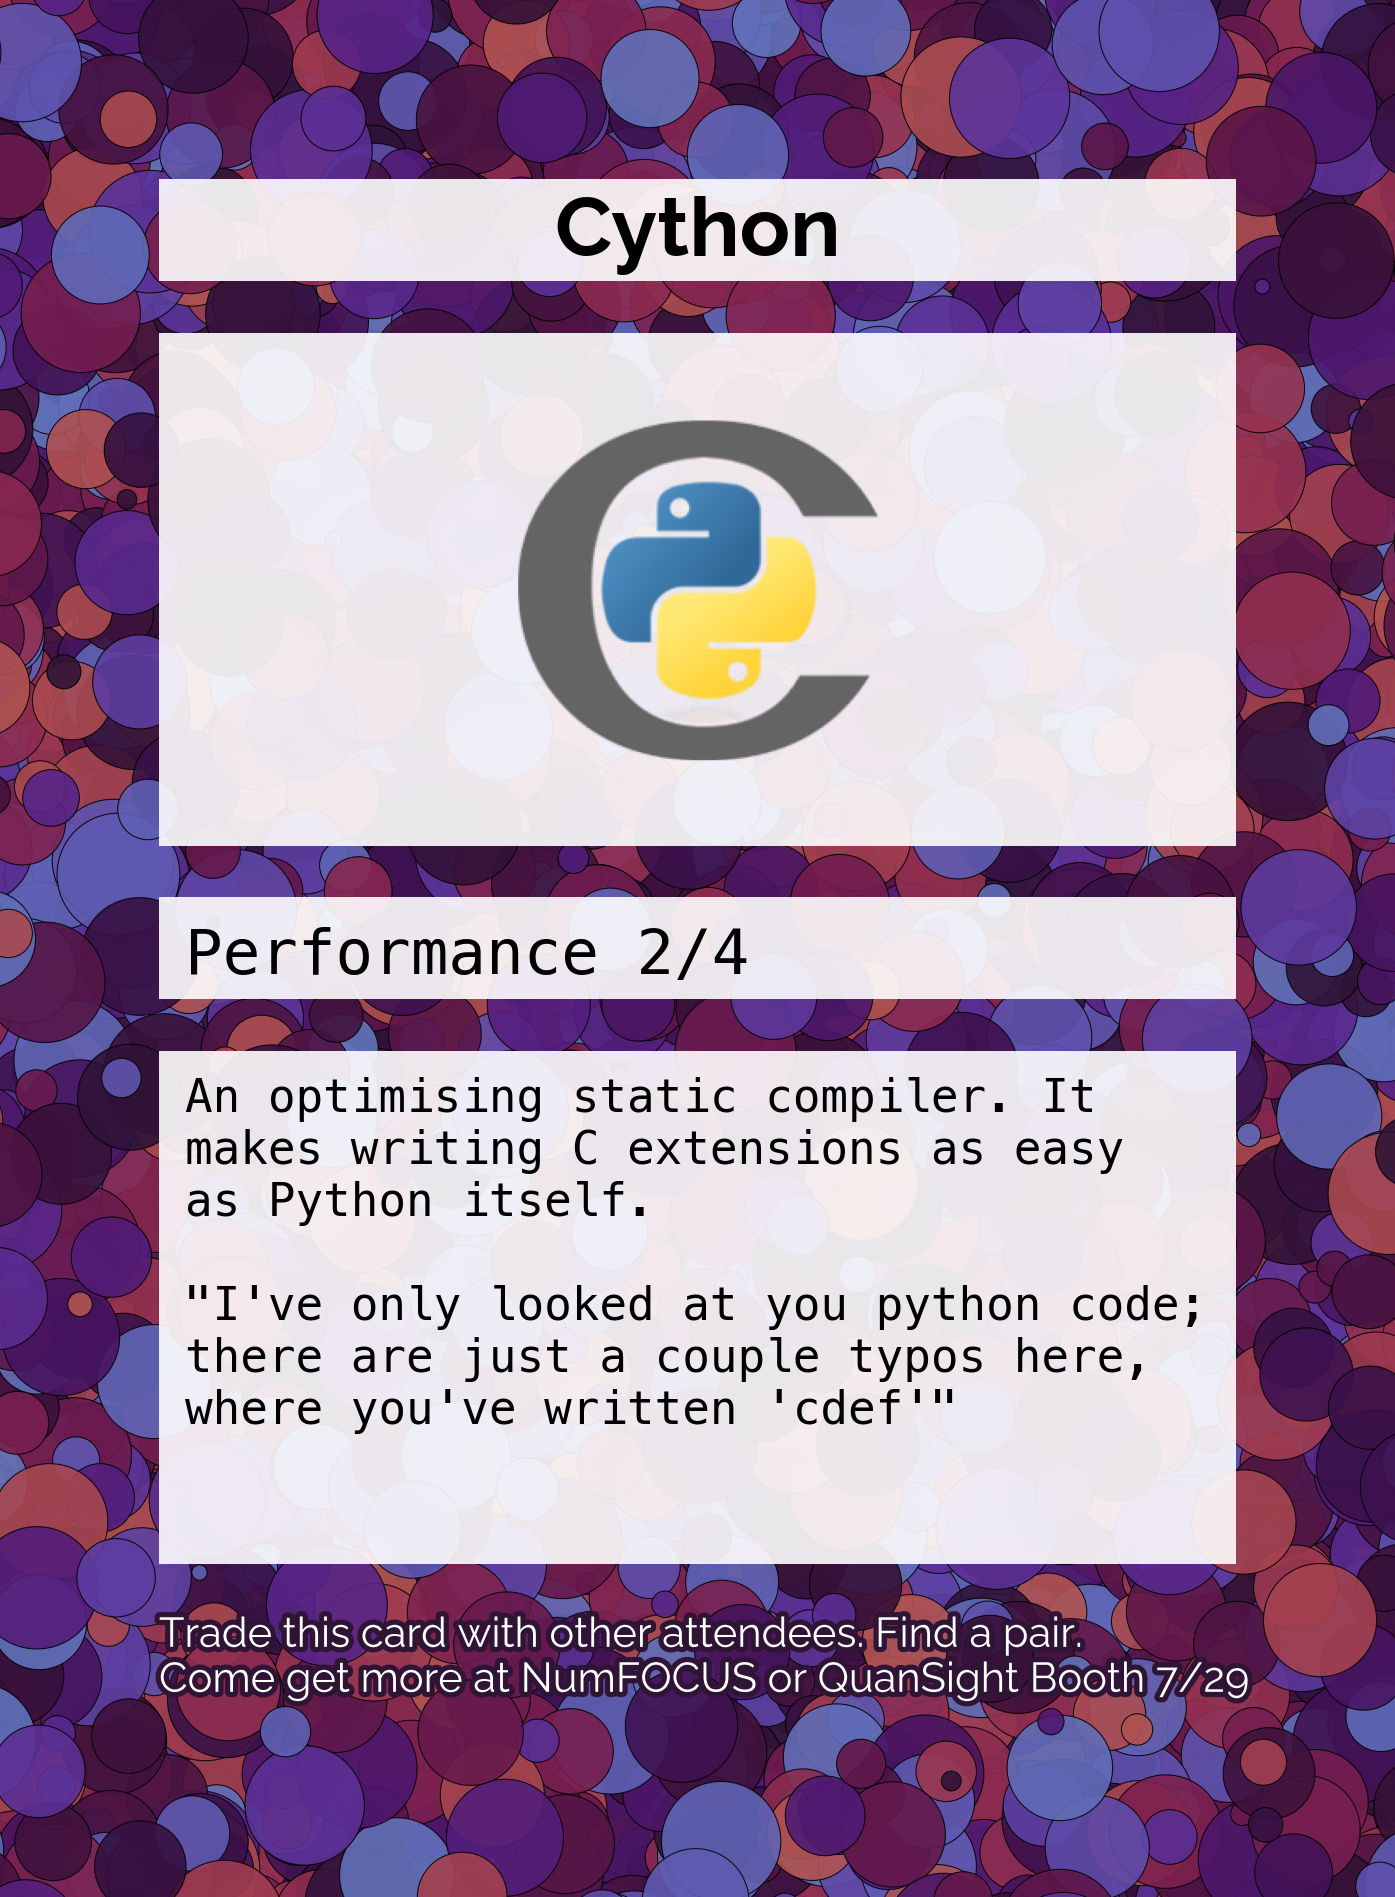 Cython
C
Performance 2/4
An optimising static compiler. It
makes writing C extensions as easy
as Python itself.
"I've only looked at you python code;
there are just a couple typos here,
where you've written 'cdef'"
Trade this card with other attendees. Find a pair.
Come get more at NumFOCUS or QuanSight Booth 7/29